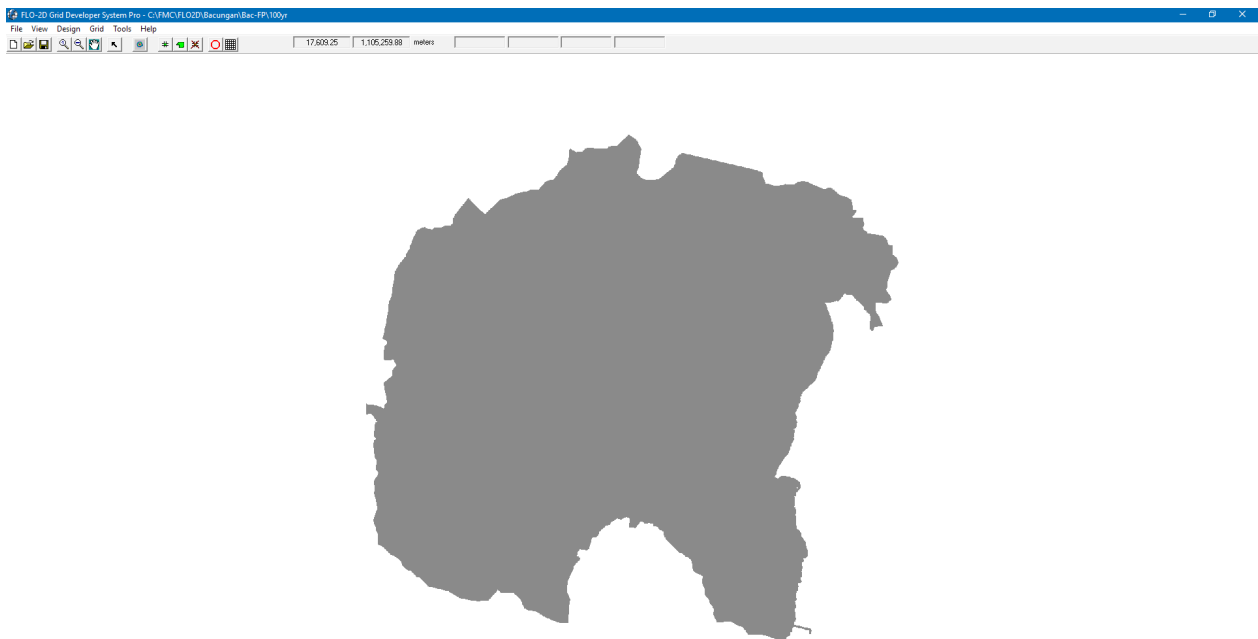 FLO-2D Grid Developer System Pro - C:\FMC\FLO2D\Bacungan\Bac-FP\100yr
File View Design Grid Tools Help
17,609.25 1,105,259.88 meters